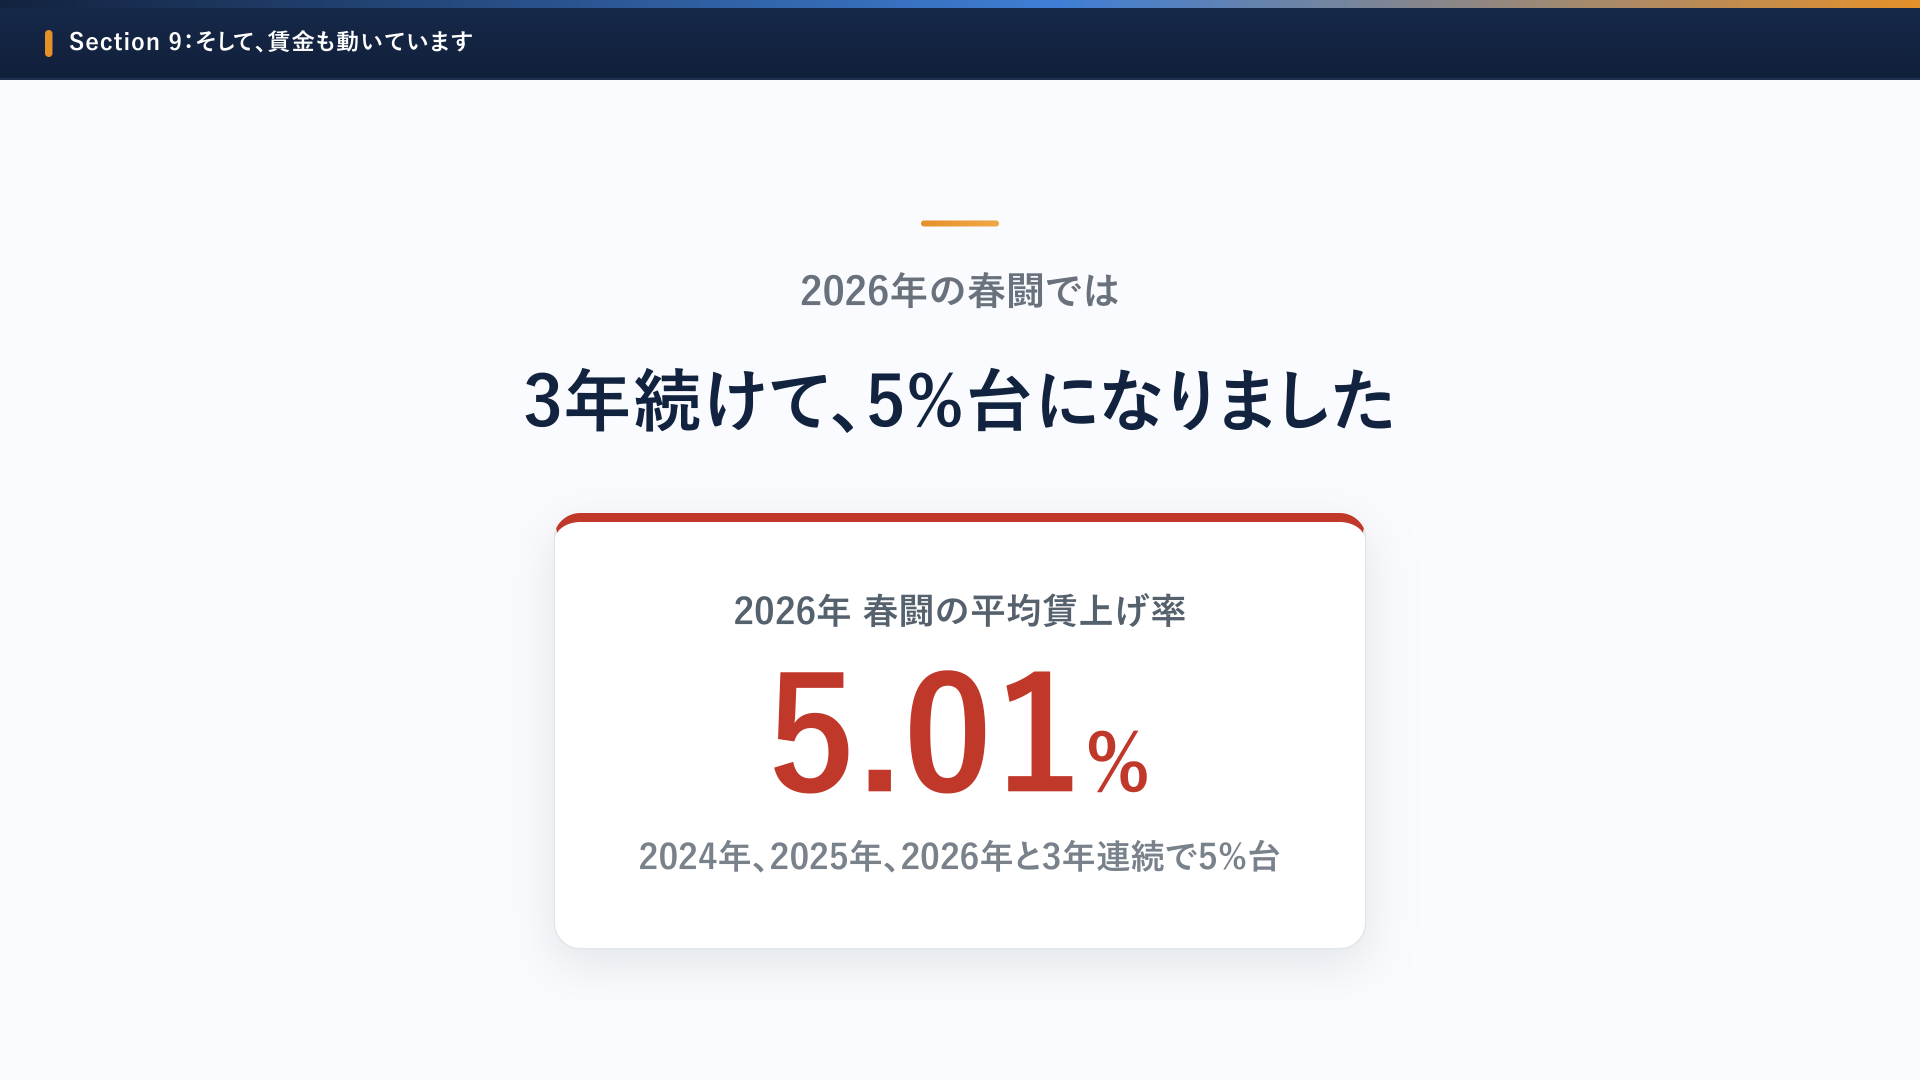 Section 9：そして、賃金も動いています
2026年の春闘では
3年続けて、5%台になりました
2026年 春闘の平均賃上げ率
5.01%
2024年、2025年、2026年と3年連続で5%台